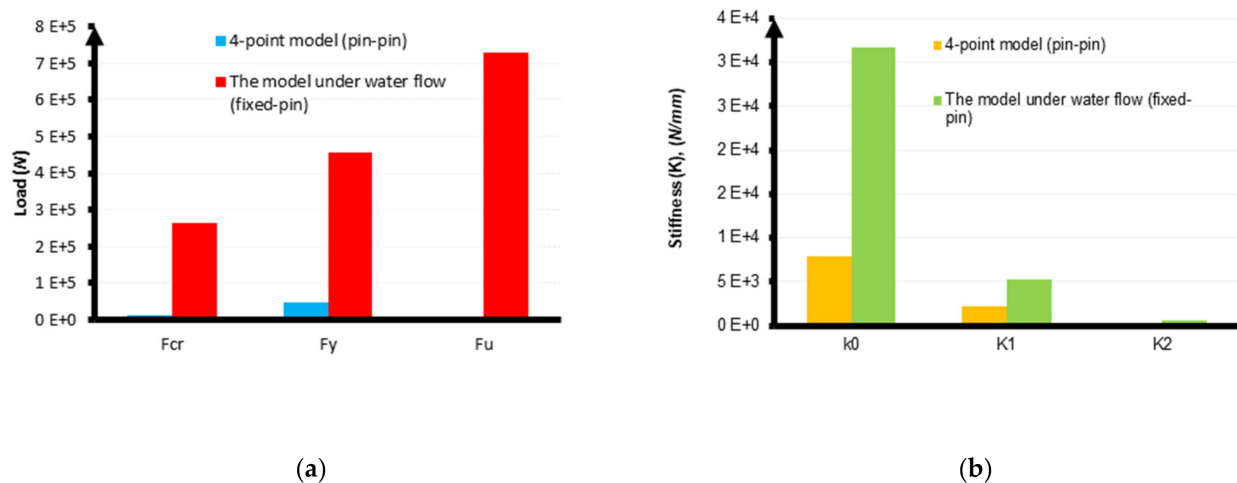 8 E+5
7 E+5
6 E+5
5 E+5
4 E+5
3 E+5
2 E+5
1 E+5
0 E+0
Load (N)
4-point model (pin-pin)
The model under water flow
(fixed-pin)
Fcr
Fy
Fu
(a)
4 E+4
3 E+4
3 E+4
2 E+4
2 E+4
1 E+4
5 E+3
0 E+0
Stiffness (K), (N/mm)
4-point model (pin-pin)
The model under water flow (fixed-
pin)
k0
K1
K2
(b)